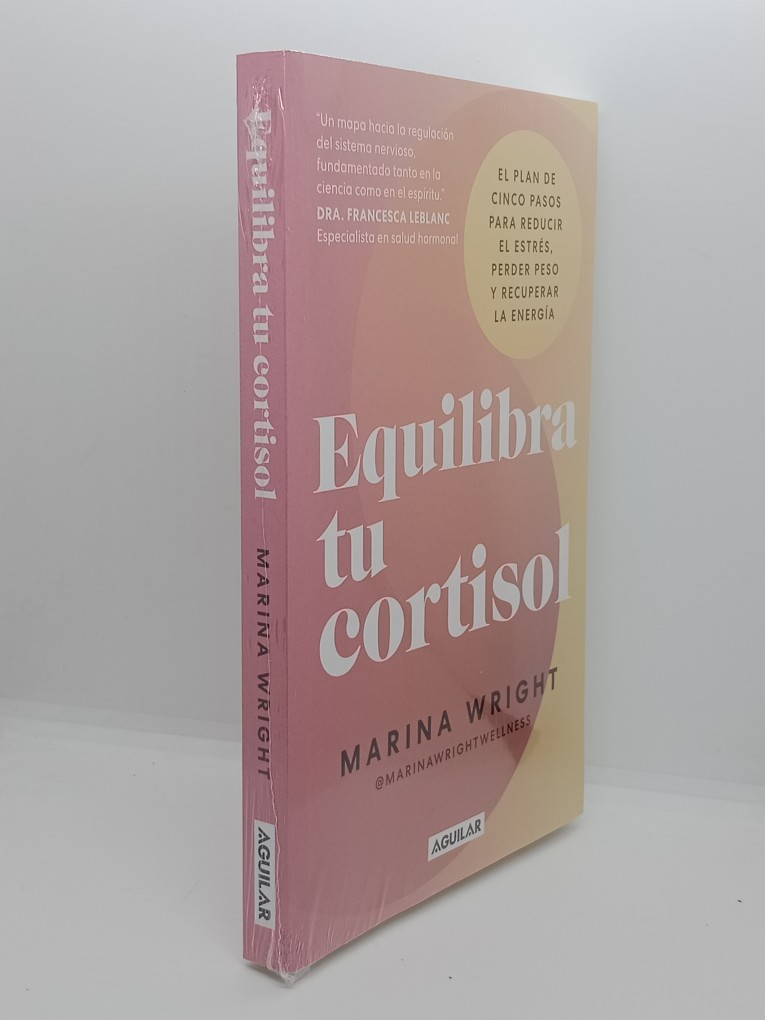 Equilibra tu cortisol
MARINA WRIGHT
AGUILAR
"Un mapa hacia la regulación
del sistema nervioso,
fundamentado tanto en la
ciencia como en el espíritu."
DRA. FRANCESCA LEBLANC
Especialista en salud hormonal
EL PLAN DE
CINCO PASOS
PARA REDUCIR
EL ESTRÉS,
PERDER PESO
Y RECUPERAR
LA ENERGÍA
Equilibra
tu
cortisol
MARINA WRIGHT
@MARINAWRIGHTWELLNESS
AGUILAR